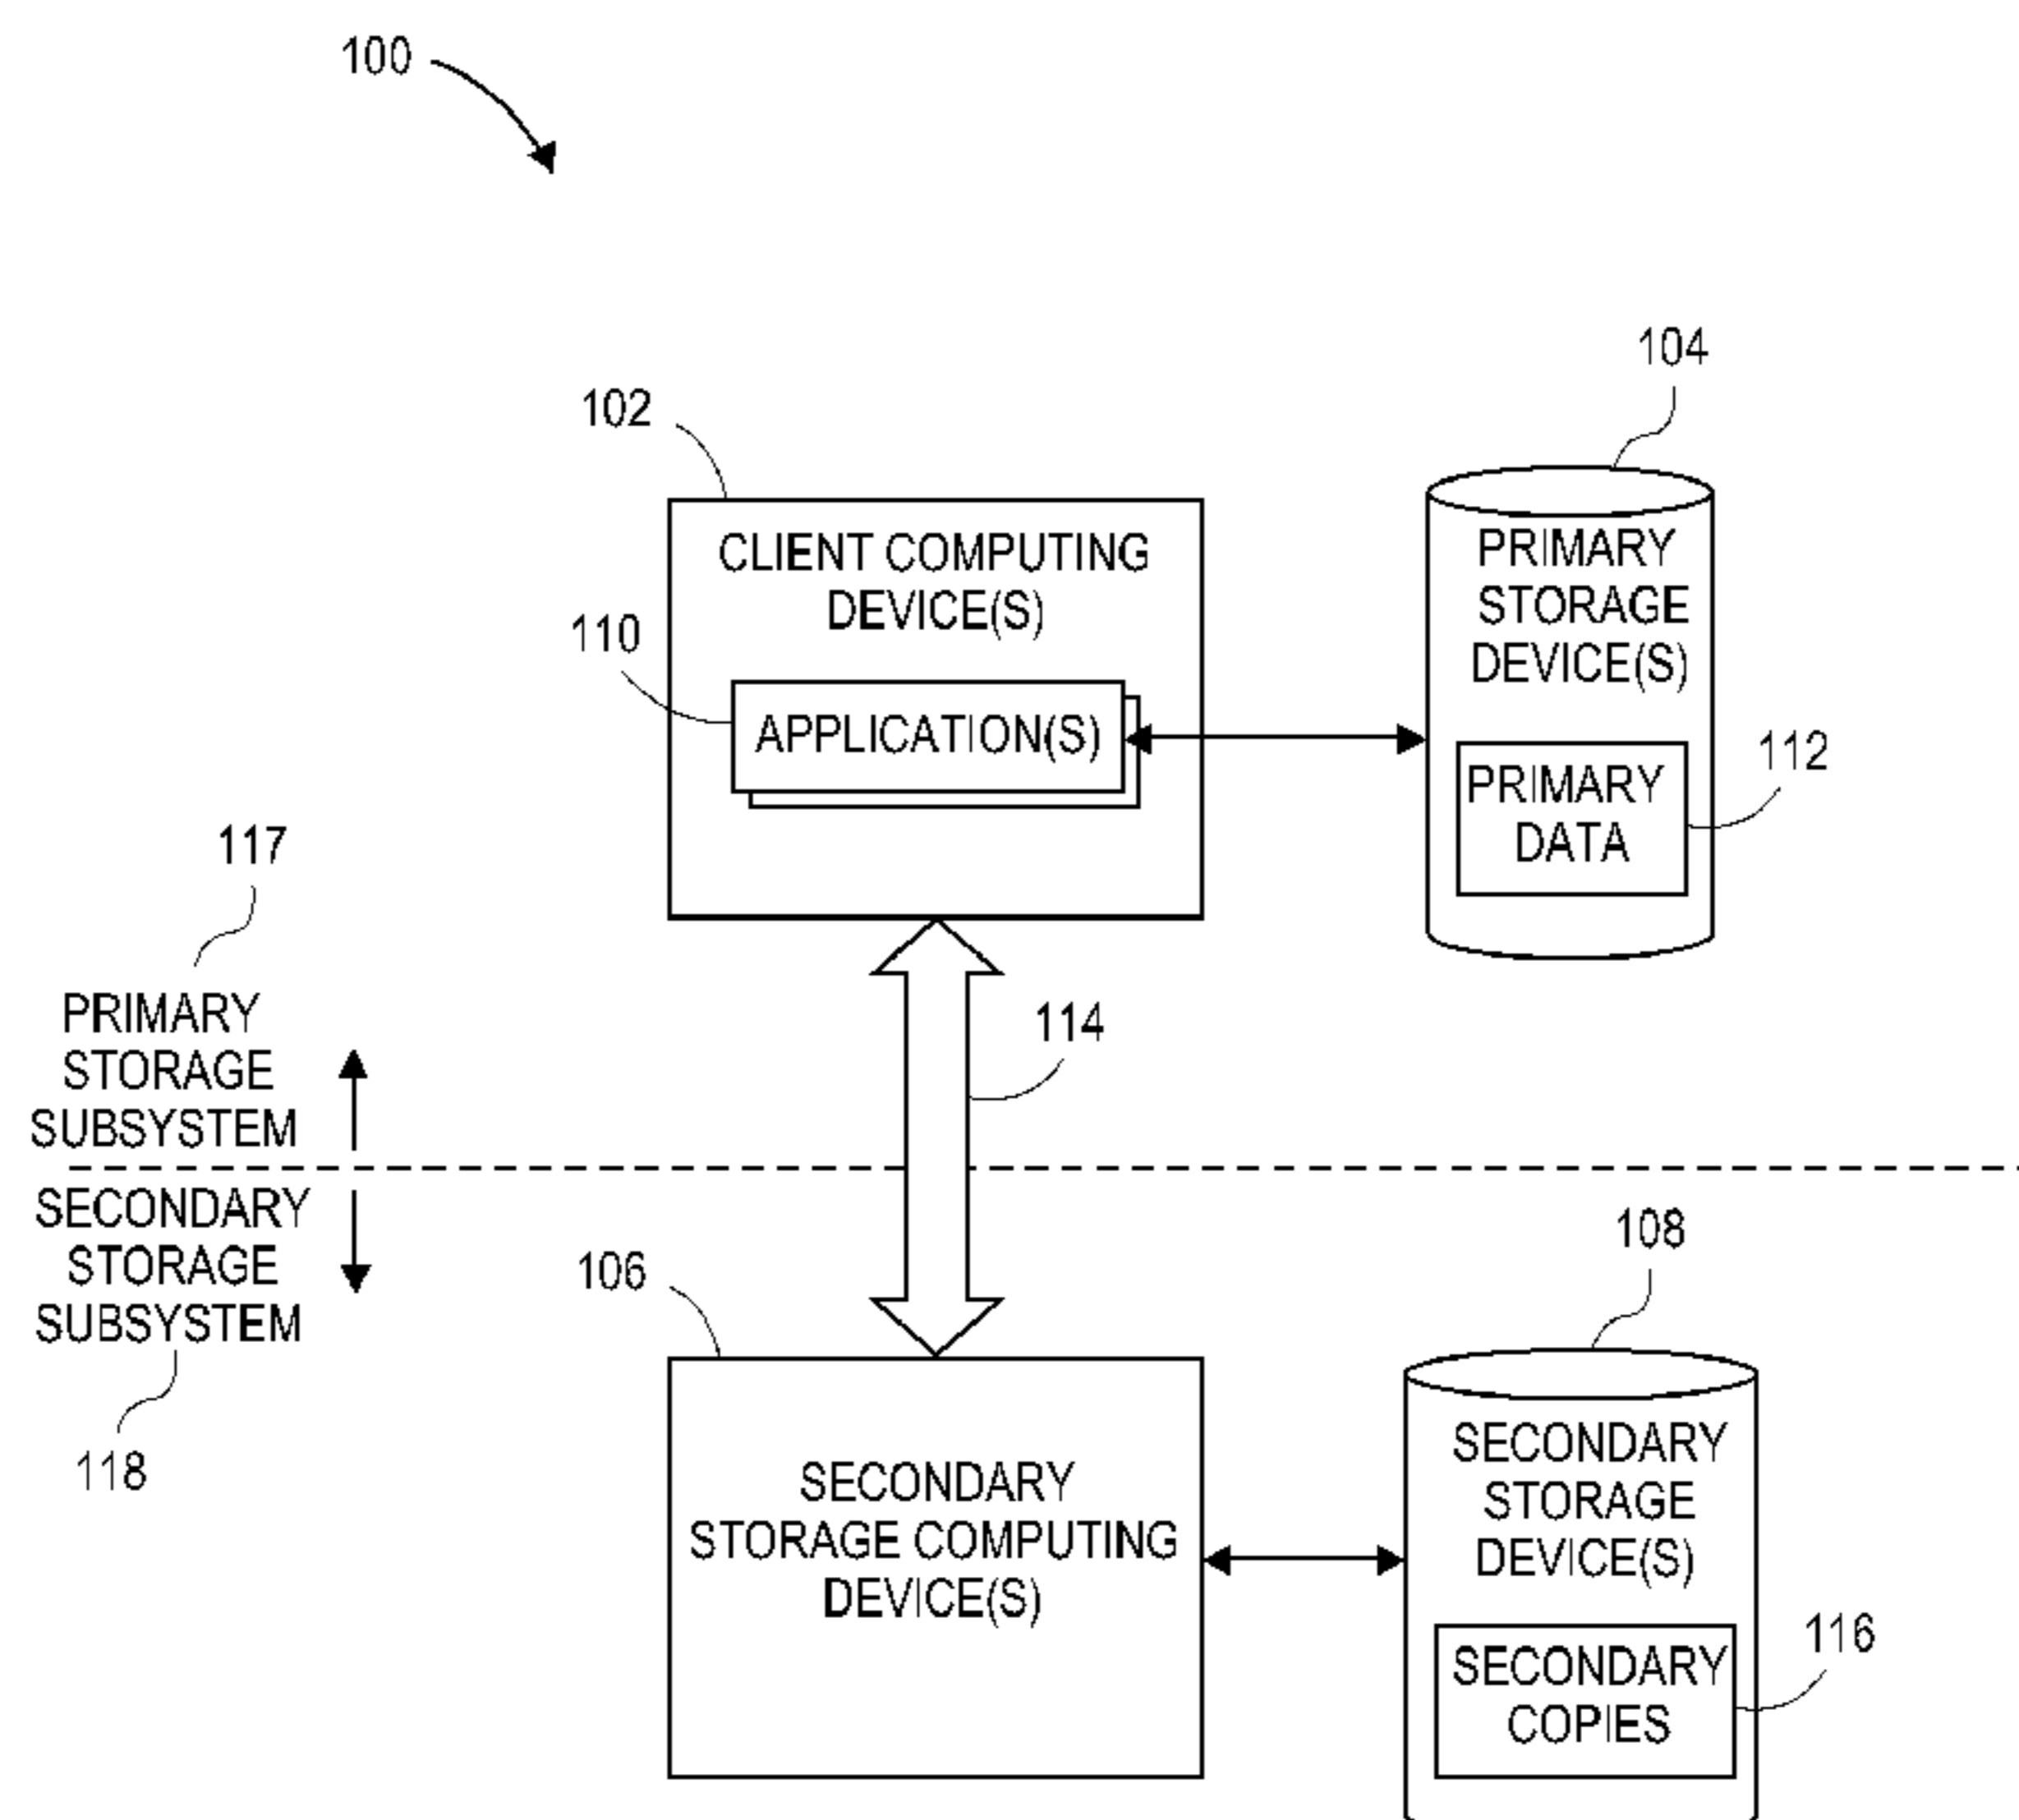 100
104
102
CLIENT COMPUTING
DEVICE(S)
110
APPLICATION(S)
PRIMARY
STORAGE
DEVICE(S)
PRIMARY
DATA
112
117
PRIMARY
STORAGE
SUBSYSTEM
114
SECONDARY
STORAGE
SUBSYSTEM
118
106
SECONDARY
STORAGE COMPUTING
DEVICE(S)
108
SECONDARY
STORAGE
DEVICE(S)
SECONDARY
COPIES
116